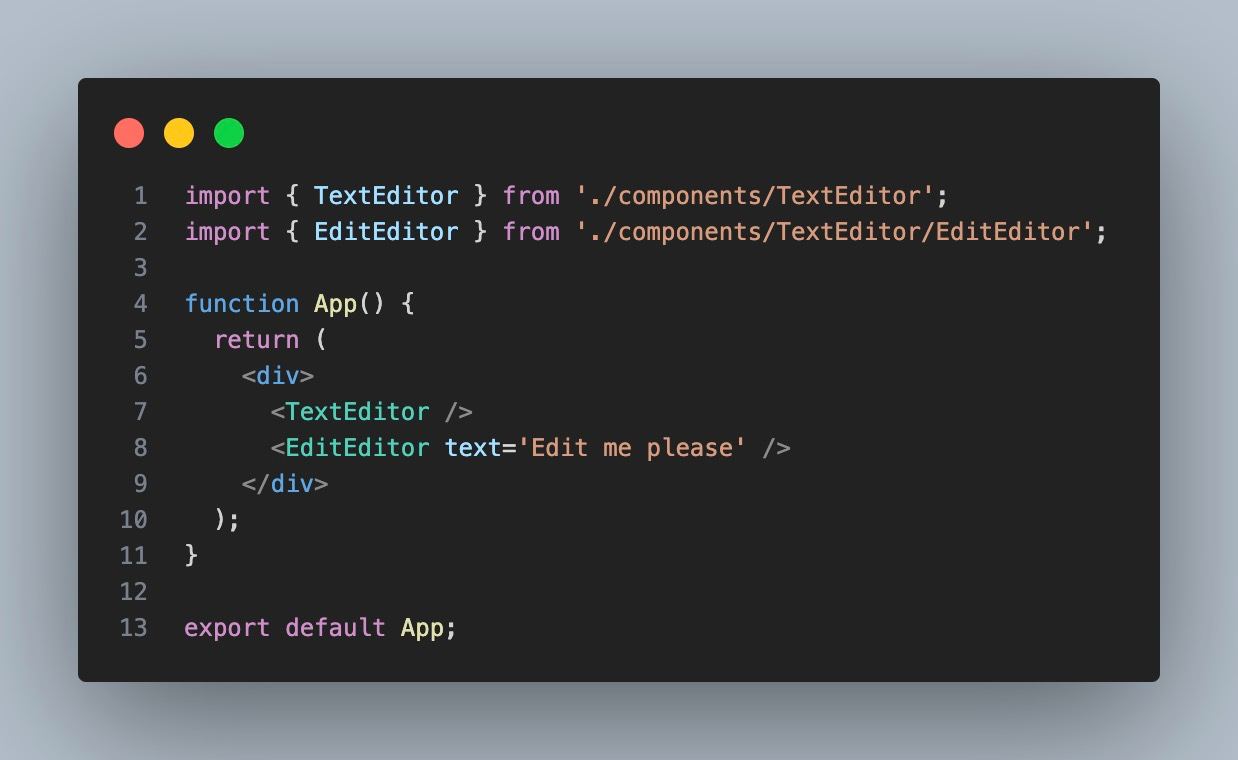 1 import { TextEditor } from './components/TextEditor';
2 import { EditEditor } from './components/TextEditor/EditEditor';
3
4 function App() {
5   return (
6     <div>
7       <TextEditor />
8       <EditEditor text='Edit me please' />
9     </div>
10   );
11 }
12
13 export default App;